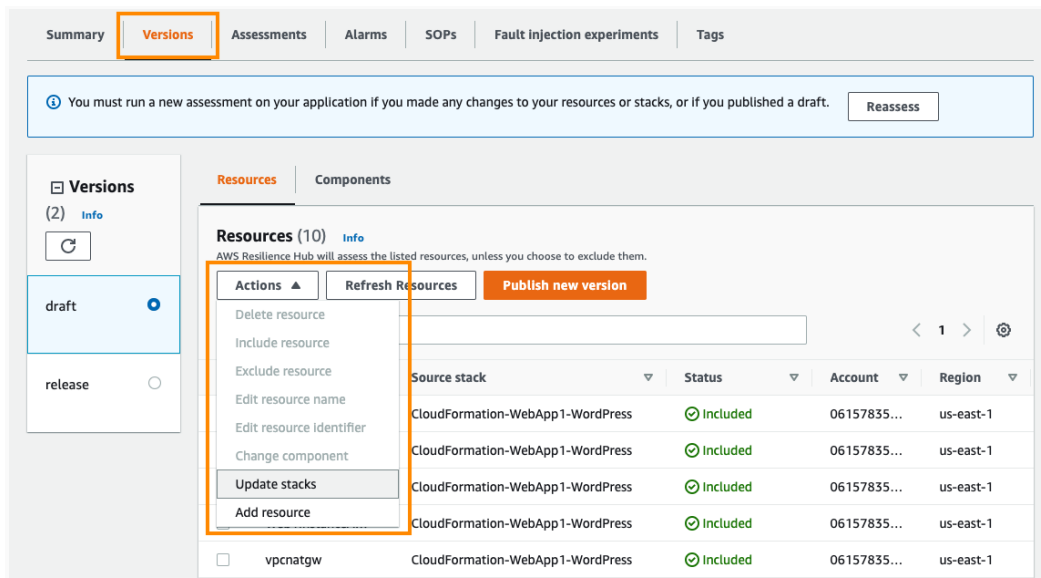 Summary Versions Assessments Alarms SOPs Fault injection experiments Tags
You must run a new assessment on your application if you made any changes to your resources or stacks, or if you published a draft. Reassess
Versions
(2) Info
draft
release
Resources Components
Resources (10) Info
AWS Resilience Hub will assess the listed resources, unless you choose to exclude them.
Actions Refresh Resources Publish new version
Delete resource
Include resource
Exclude resource
Edit resource name
Edit resource identifier
Change component
Update stacks
Add resource
1
Source stack Status Account Region
CloudFormation-WebApp1-WordPress Included 06157835... us-east-1
CloudFormation-WebApp1-WordPress Included 06157835... us-east-1
CloudFormation-WebApp1-WordPress Included 06157835... us-east-1
CloudFormation-WebApp1-WordPress Included 06157835... us-east-1
vpcnatgw CloudFormation-WebApp1-WordPress Included 06157835... us-east-1